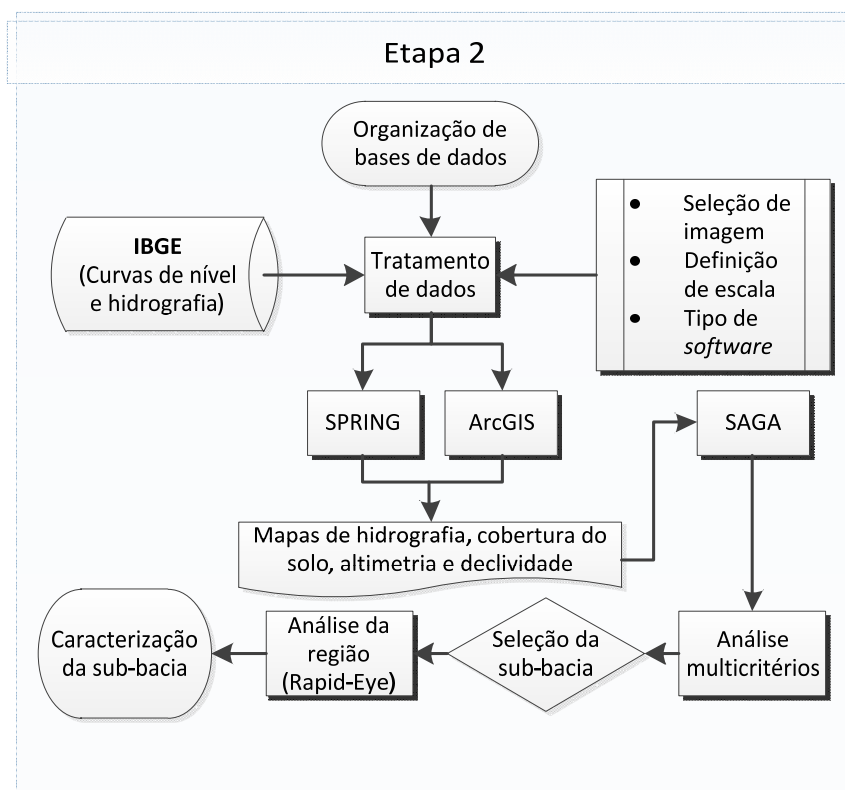 Etapa 2
Organização de
bases de dados
IBGE
(Curvas de nível
e hidrografia)
Tratamento
de dados
● Seleção de
imagem
● Definição
de escala
● Tipo de
software
SPRING
ArcGIS
SAGA
Mapas de hidrografia, cobertura do
solo, altimetria e declividade
Caracterização
da sub-bacia
Análise da
região
(Rapid-Eye)
Seleção da
sub-bacia
Análise
multicritérios